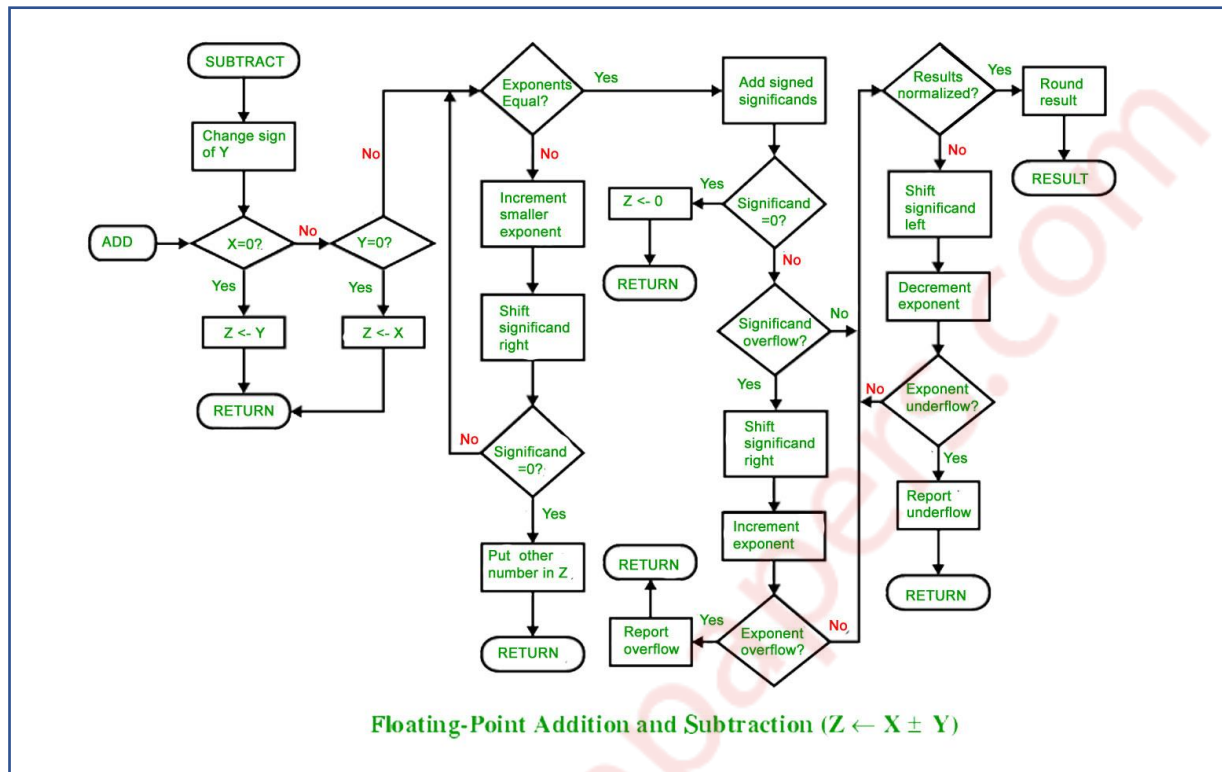 SUBTRACT
Change sign
of Y
ADD
X=0?
No
Yes
Z <- Y
RETURN
Y=0?
No
Yes
Z <- X
Exponents
Equal?
Yes
No
Increment
smaller
exponent
Shift
significand
right
Significand
=0?
No
Yes
Put other
number in Z
RETURN
Add signed
significands
Significand
=0?
Yes
Z <- 0
RETURN
No
Significand
overflow?
No
Yes
Shift
significand
right
Increment
exponent
Exponent
overflow?
Yes
Report
overflow
RETURN
No
Results
normalized?
Yes
Round
result
RESULT
No
Shift
significand
left
Decrement
exponent
Exponent
underflow?
No
Yes
Report
underflow
RETURN
Floating-Point Addition and Subtraction (Z ← X ± Y)